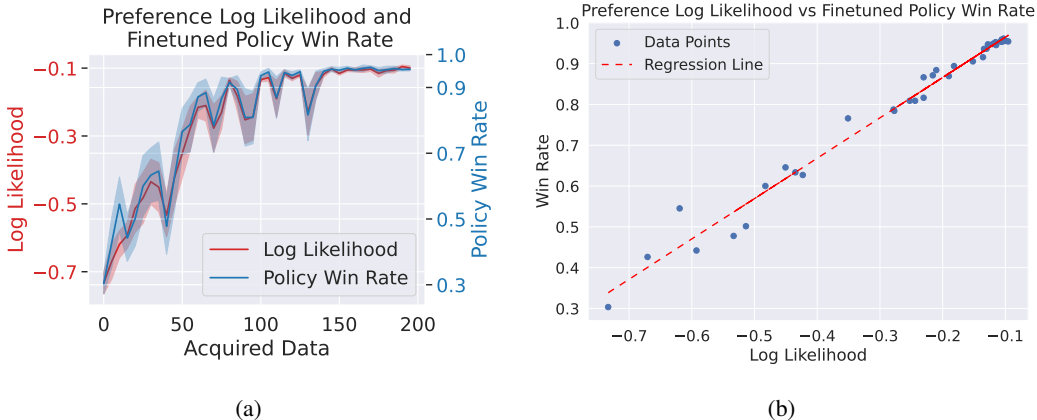 Preference Log Likelihood and
Finetuned Policy Win Rate
−0.1
−0.3
−0.5
−0.7
Log Likelihood
1.0
0.9
0.7
0.5
0.3
Policy Win Rate
Log Likelihood
Policy Win Rate
0
50
100
150
200
Acquired Data
(a)
Preference Log Likelihood vs Finetuned Policy Win Rate
1.0
0.9
0.8
0.7
0.6
0.5
0.4
0.3
Win Rate
Data Points
Regression Line
−0.7
−0.6
−0.5
−0.4
−0.3
−0.2
−0.1
Log Likelihood
(b)